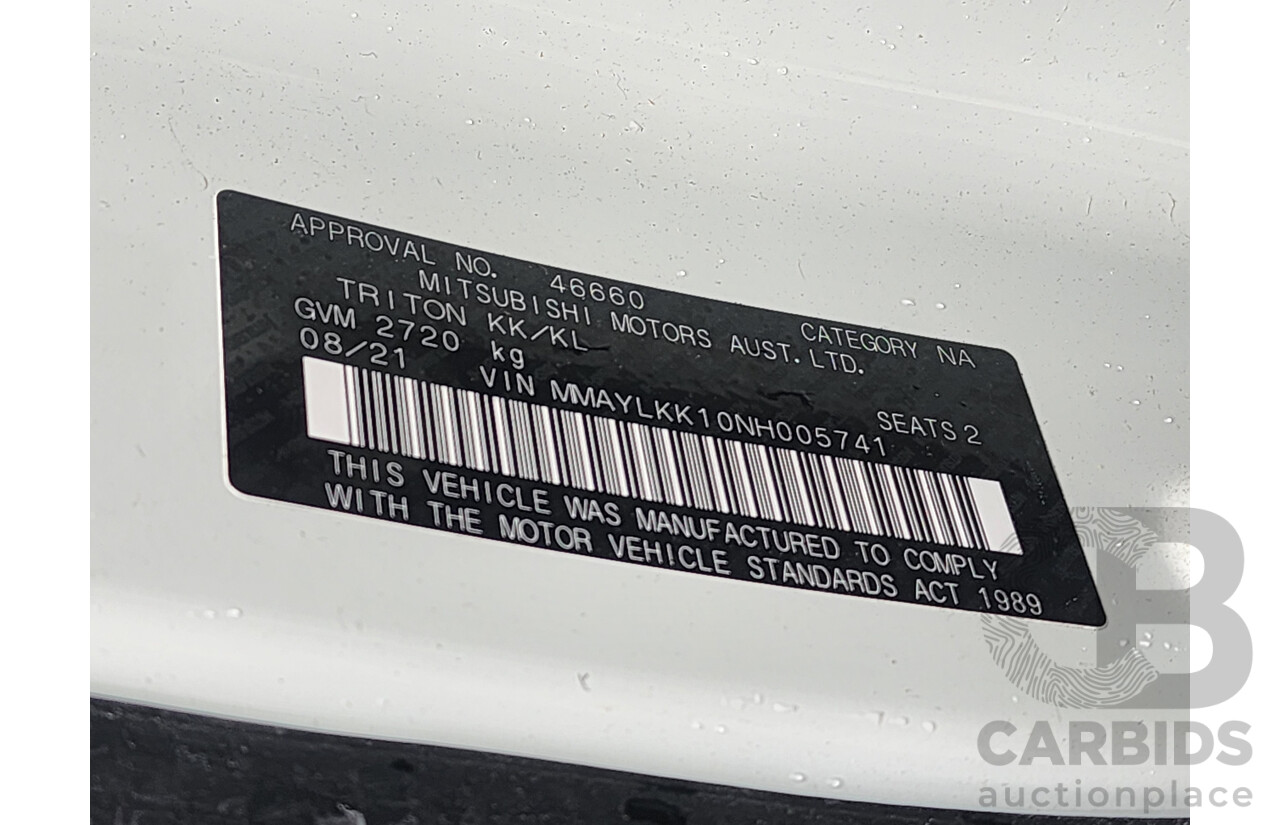 APPROVAL NO. 46660 CATEGORY NA
MITSUBISHI MOTORS AUST. LTD.
TRITON KK/KL
GVM 2720 kg SEATS 2
08/21 VIN MMAYLKK10NH005741
THIS VEHICLE WAS MANUFACTURED TO COMPLY
WITH THE MOTOR VEHICLE STANDARDS ACT 1989
CB
CARBIDS
auctionplace